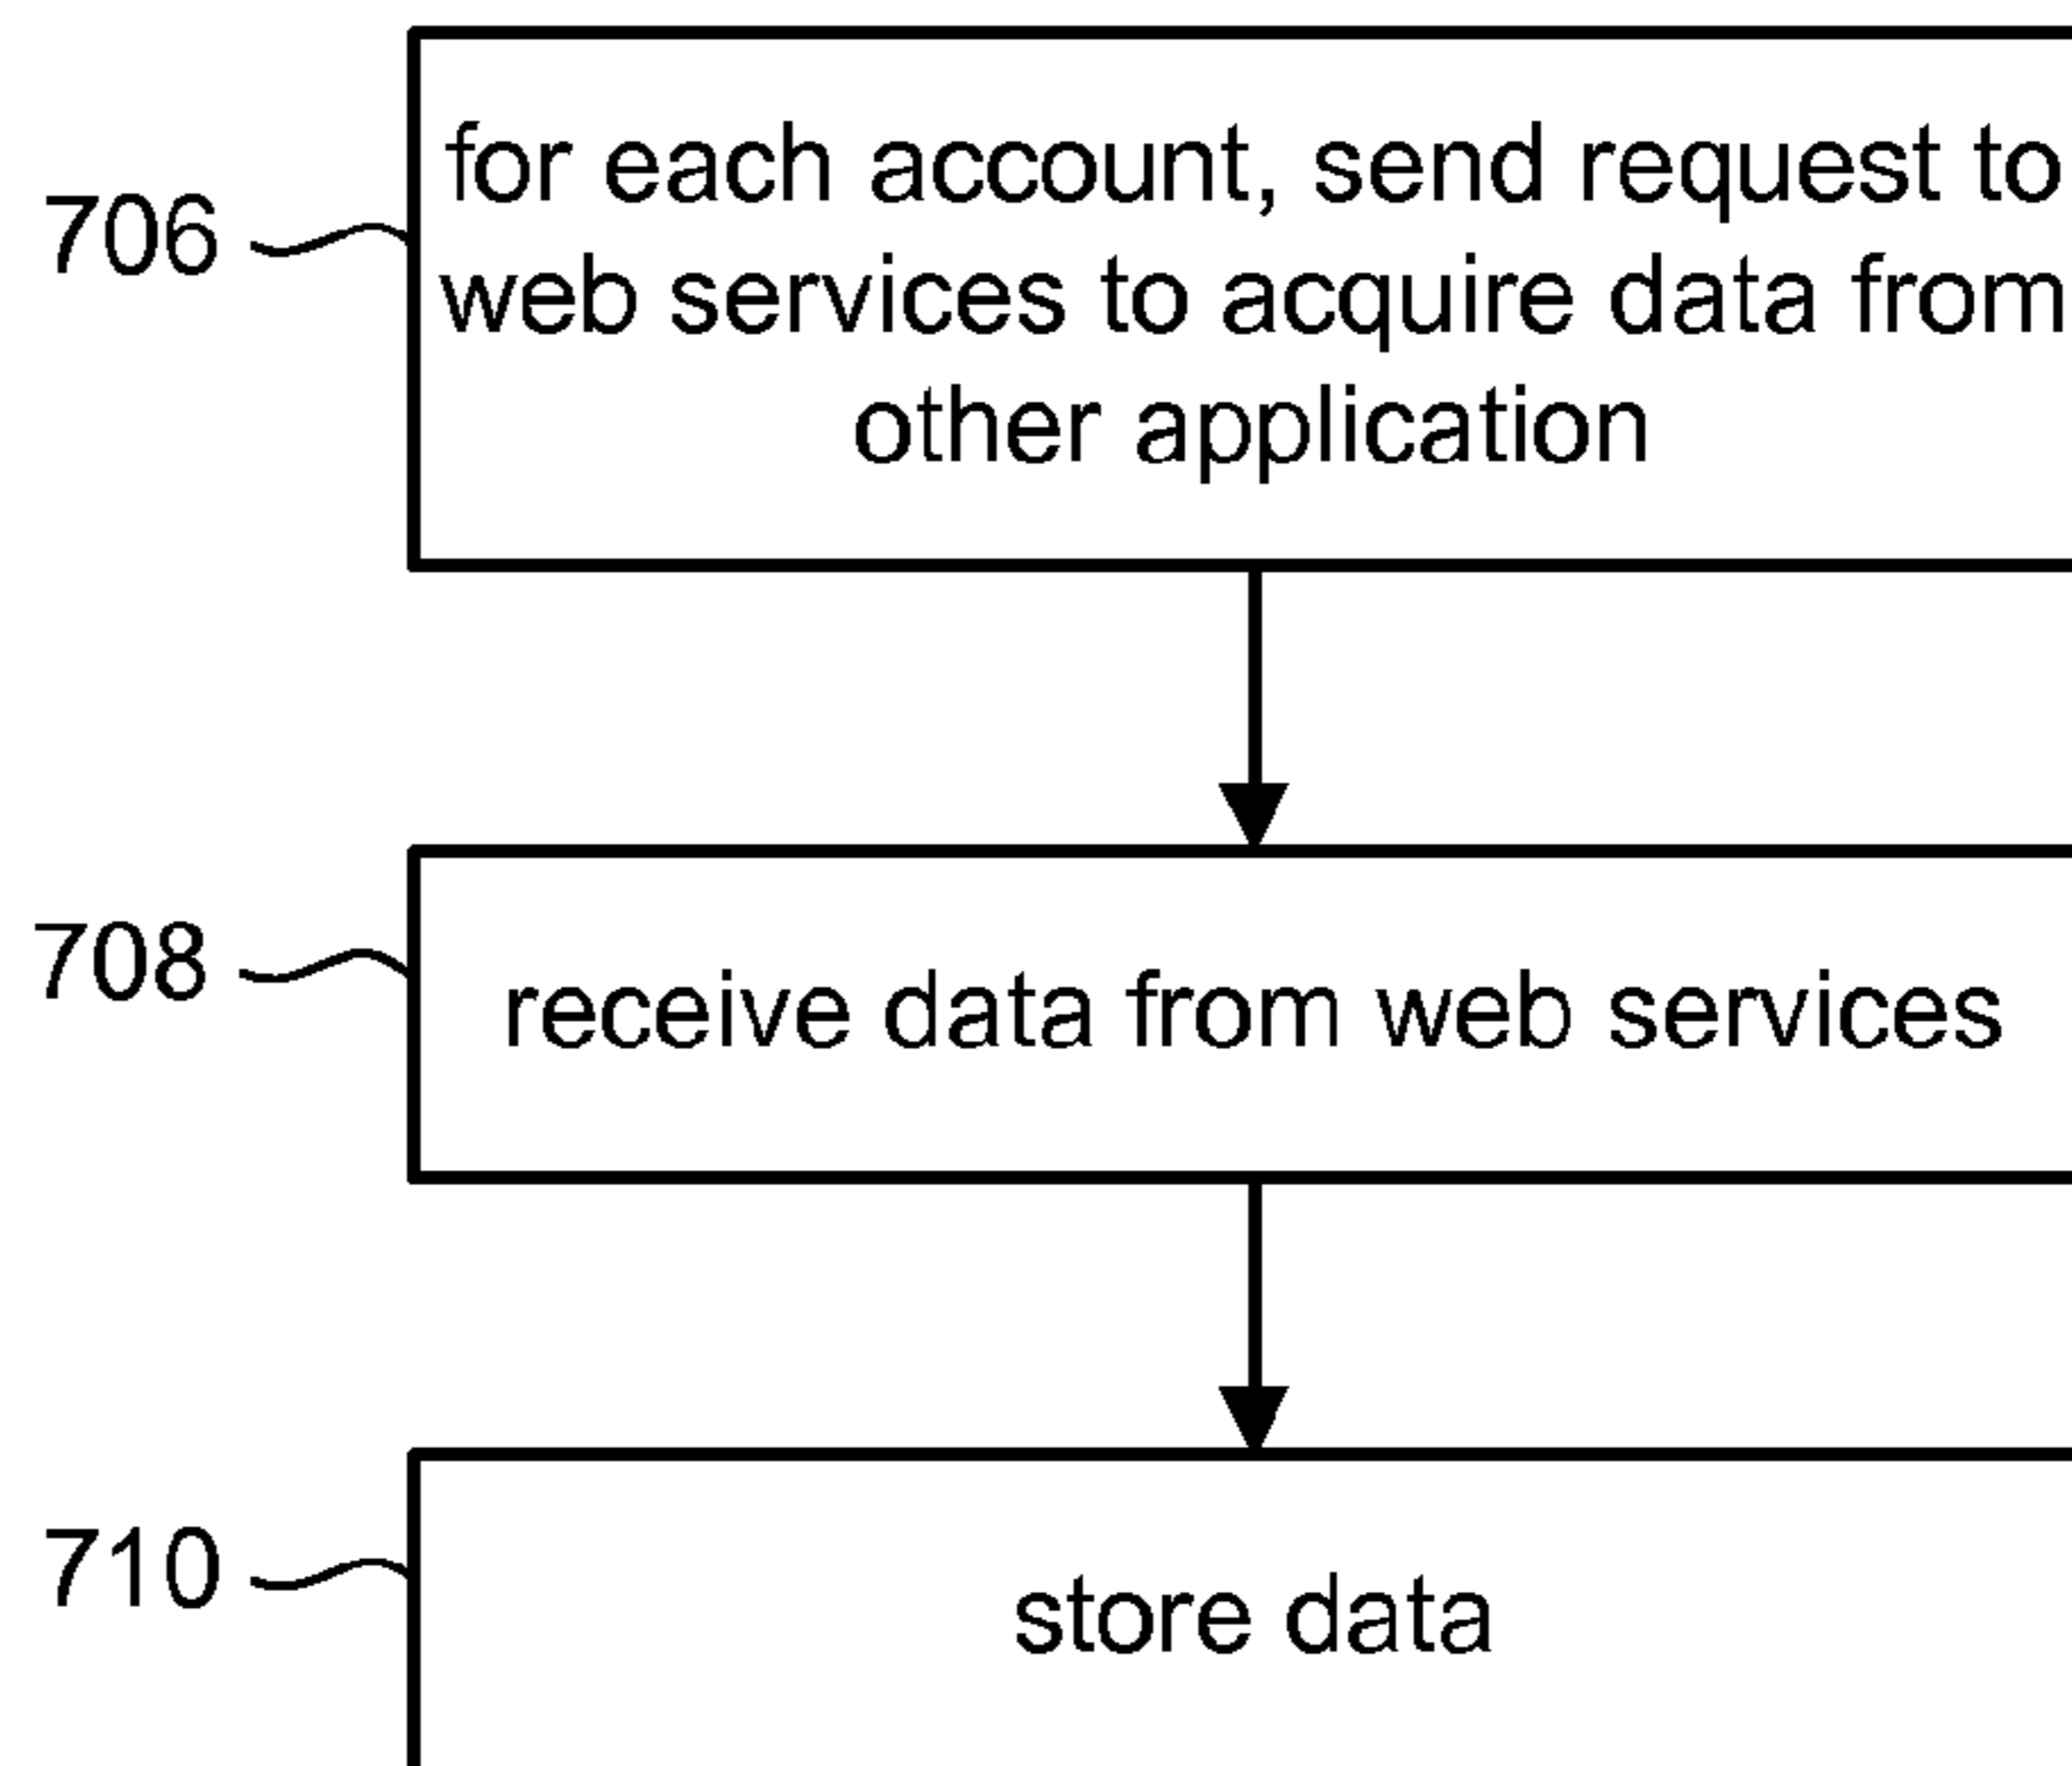 706
for each account, send request to
web services to acquire data from
other application
708
receive data from web services
710
store data